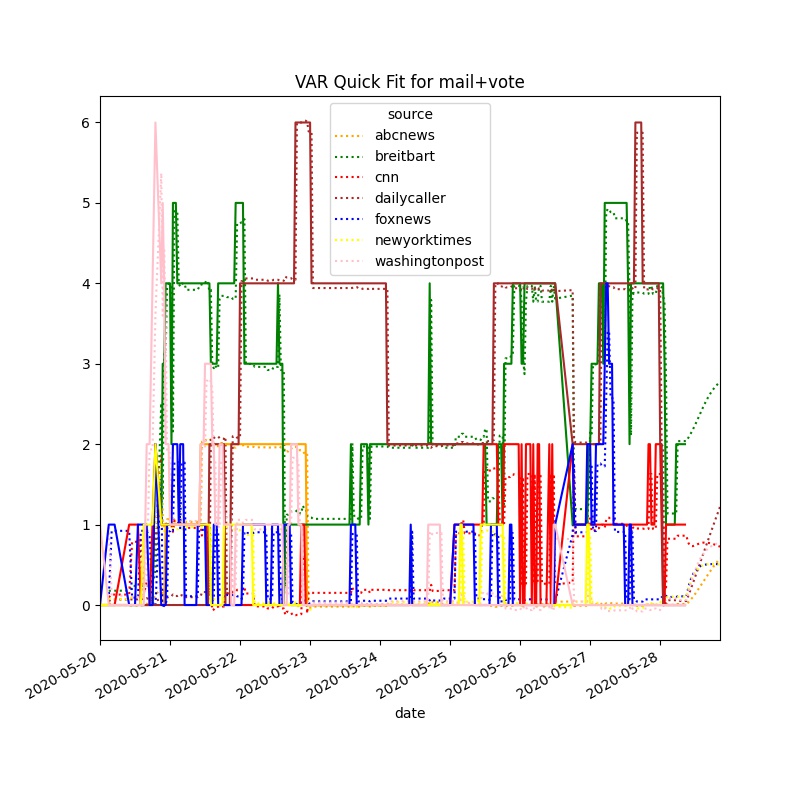 VAR Quick Fit for mail+vote
source
abcnews
breitbart
cnn
dailycaller
foxnews
newyorktimes
washingtonpost
6
5
4
3
2
1
0
2020-05-20
2020-05-21
2020-05-22
2020-05-23
2020-05-24
2020-05-25
2020-05-26
2020-05-27
2020-05-28
date